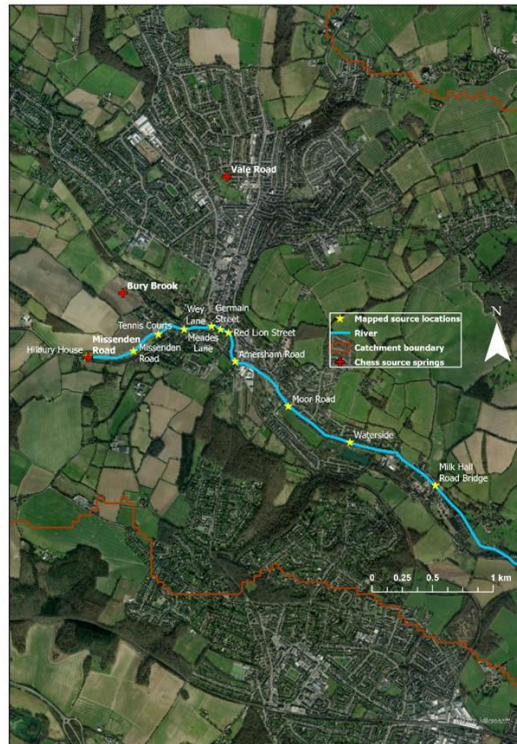 Vale Road
Bury Brook
Wey
Lane
Germain
Street
Tennis Courts
Missenden
Road
Meades
Lane
Red Lion Street
Hilbury House
Missenden
Road
Amersham Road
Mapped source locations
River
Catchment boundary
Chess source springs
N
Moor Road
Waterside
Milk Hall
Road Bridge
0 0.25 0.5 1 km